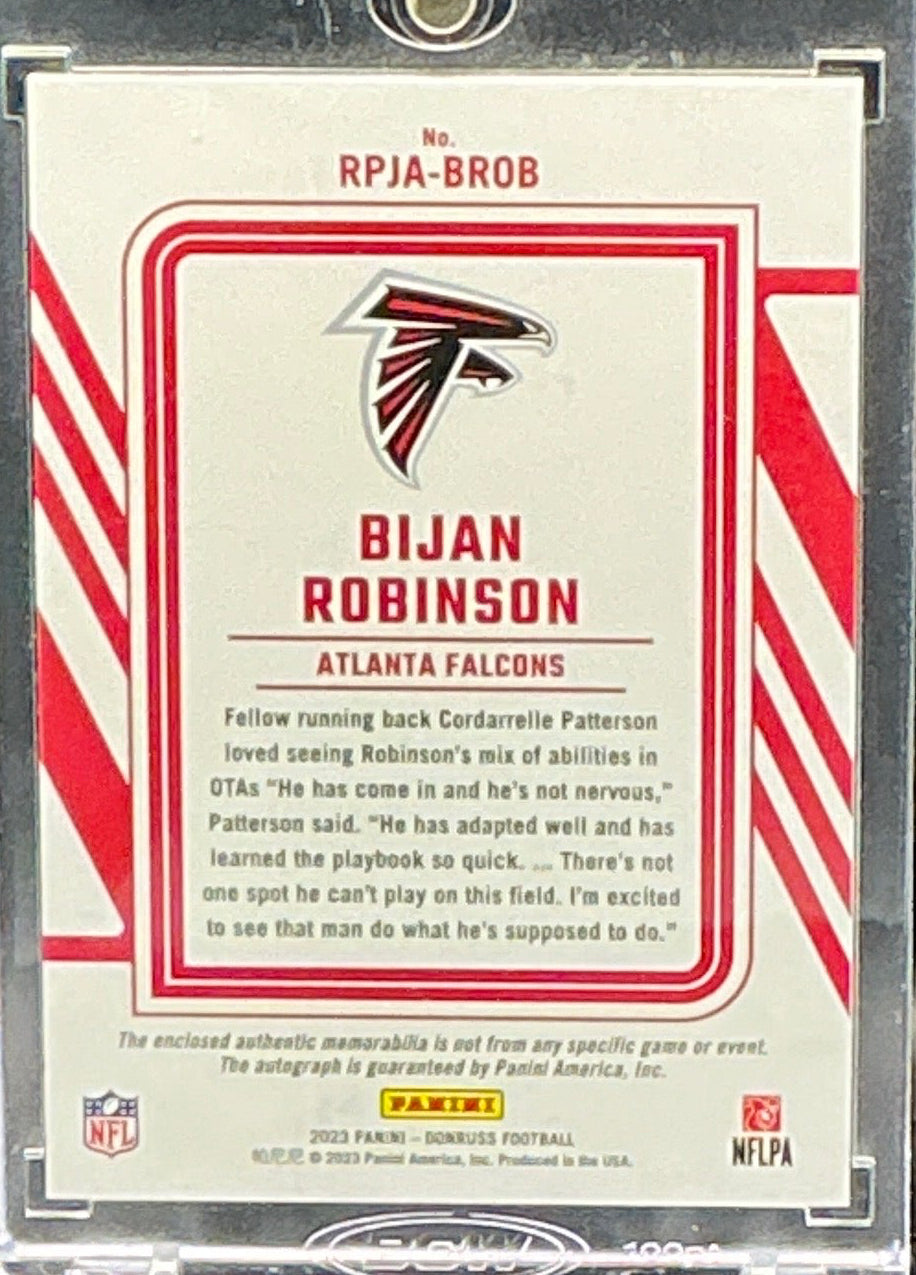 No.
RPJA-BROB
BIJAN
ROBINSON
ATLANTA FALCONS
Fellow running back Cordarrelle Patterson
loved seeing Robinson's mix of abilities in
OTAs "He has come in and he's not nervous,"
Patterson said. "He has adapted well and has
learned the playbook so quick. ... There's not
one spot he can't play on this field. I'm excited
to see that man do what he's supposed to do."
The enclosed authentic memorabilia is not from any specific game or event.
The autograph is guaranteed by Panini America, Inc.
PANINI
NFL
2023 PANINI – DONRUSS FOOTBALL
帕尼尼 © 2023 Panini America, Inc. Produced in the USA.
NFLPA